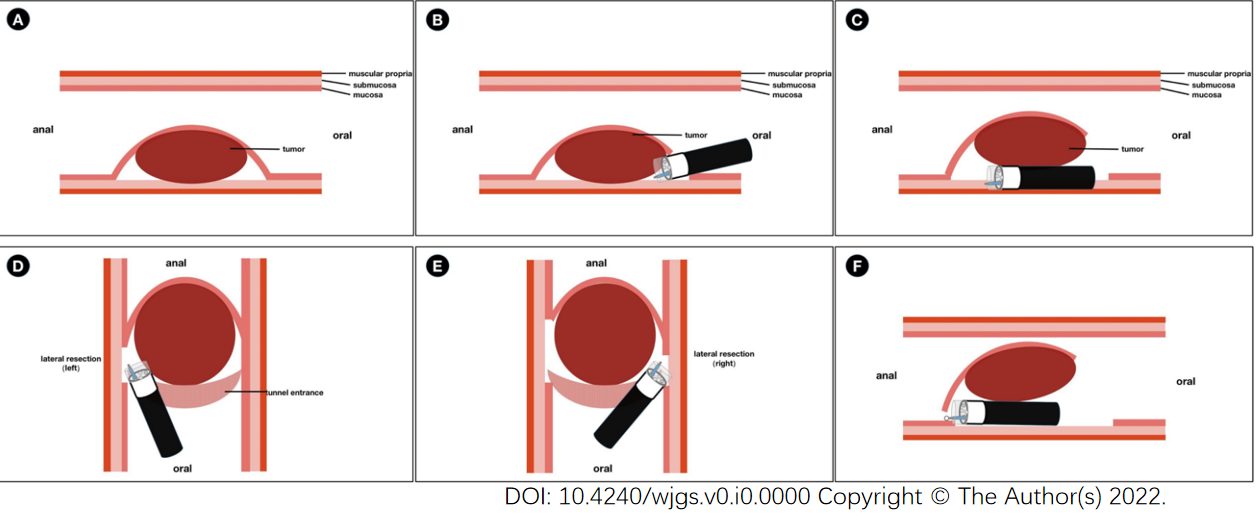 A
muscular propria
submucosa
mucosa
anal
oral
tumor
B
muscular propria
submucosa
mucosa
anal
tumor
oral
C
muscular propria
submucosa
mucosa
anal
oral
tumor
D
anal
lateral resection
(left)
tunnel entrance
oral
E
anal
lateral resection
(right)
oral
F
anal
oral
DOI: 10.4240/wjgs.v0.i0.0000 Copyright © The Author(s) 2022.